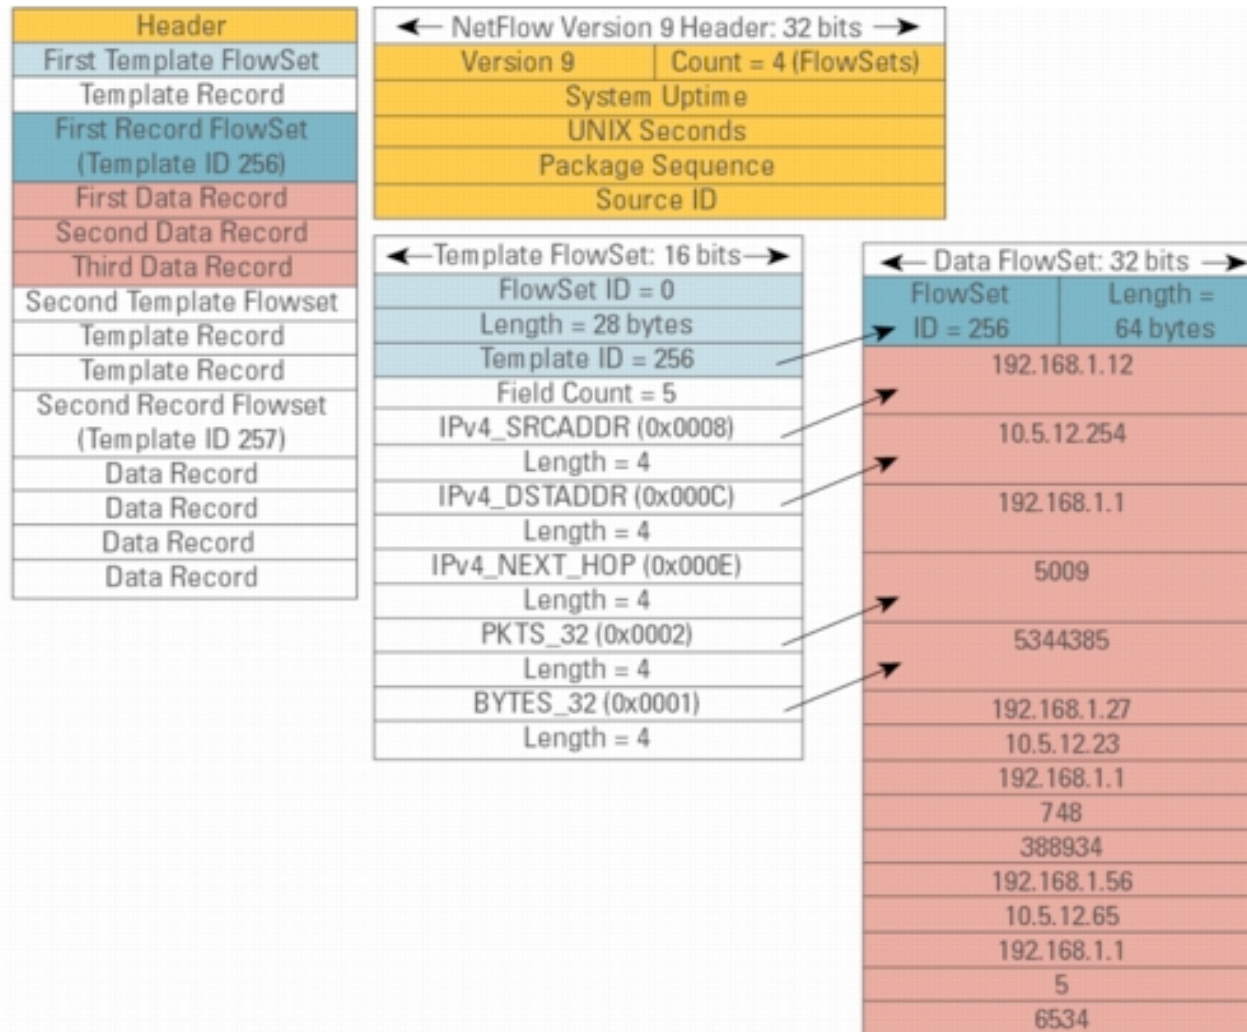 Header
First Template FlowSet
Template Record
First Record FlowSet
(Template ID 256)
First Data Record
Second Data Record
Third Data Record
Second Template Flowset
Template Record
Template Record
Second Record Flowset
(Template ID 257)
Data Record
Data Record
Data Record
Data Record
NetFlow Version 9 Header: 32 bits
Version 9
Count = 4 (FlowSets)
System Uptime
UNIX Seconds
Package Sequence
Source ID
Template FlowSet: 16 bits
FlowSet ID = 0
Length = 28 bytes
Template ID = 256
Field Count = 5
IPv4_SRCADDR (0x0008)
Length = 4
IPv4_DSTADDR (0x000C)
Length = 4
IPv4_NEXT_HOP (0x000E)
Length = 4
PKTS_32 (0x0002)
Length = 4
BYTES_32 (0x0001)
Length = 4
Data FlowSet: 32 bits
FlowSet
ID = 256
Length =
64 bytes
192.168.1.12
10.5.12.254
192.168.1.1
5009
5344385
192.168.1.27
10.5.12.23
192.168.1.1
748
388934
192.168.1.56
10.5.12.65
192.168.1.1
5
6534